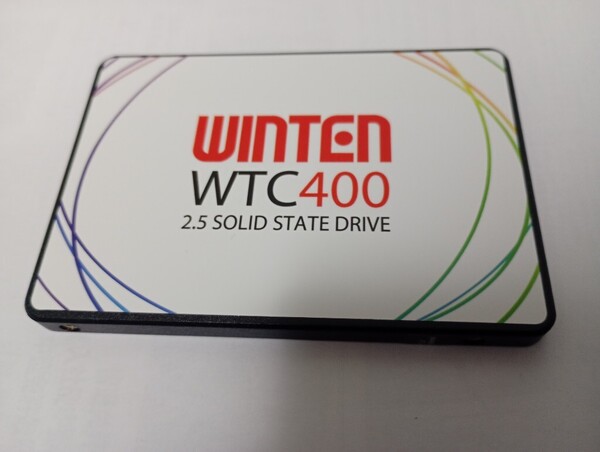 WINTEN
WTC400
2.5 SOLID STATE DRIVE